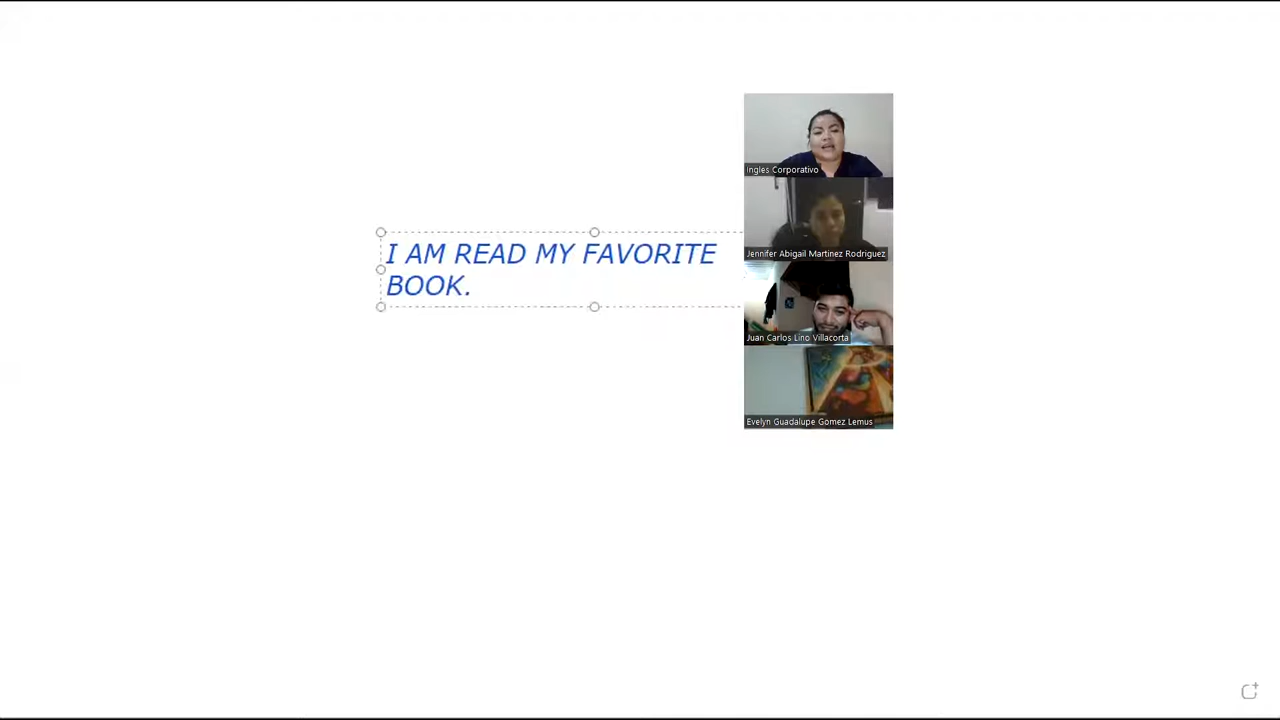 I AM READ MY FAVORITE
BOOK.
Ingles Corporativo
Jennifer Abigail Martinez Rodriguez
Juan Carlos Lino Villacorta
Evelyn Guadalupe Gomez Lemus